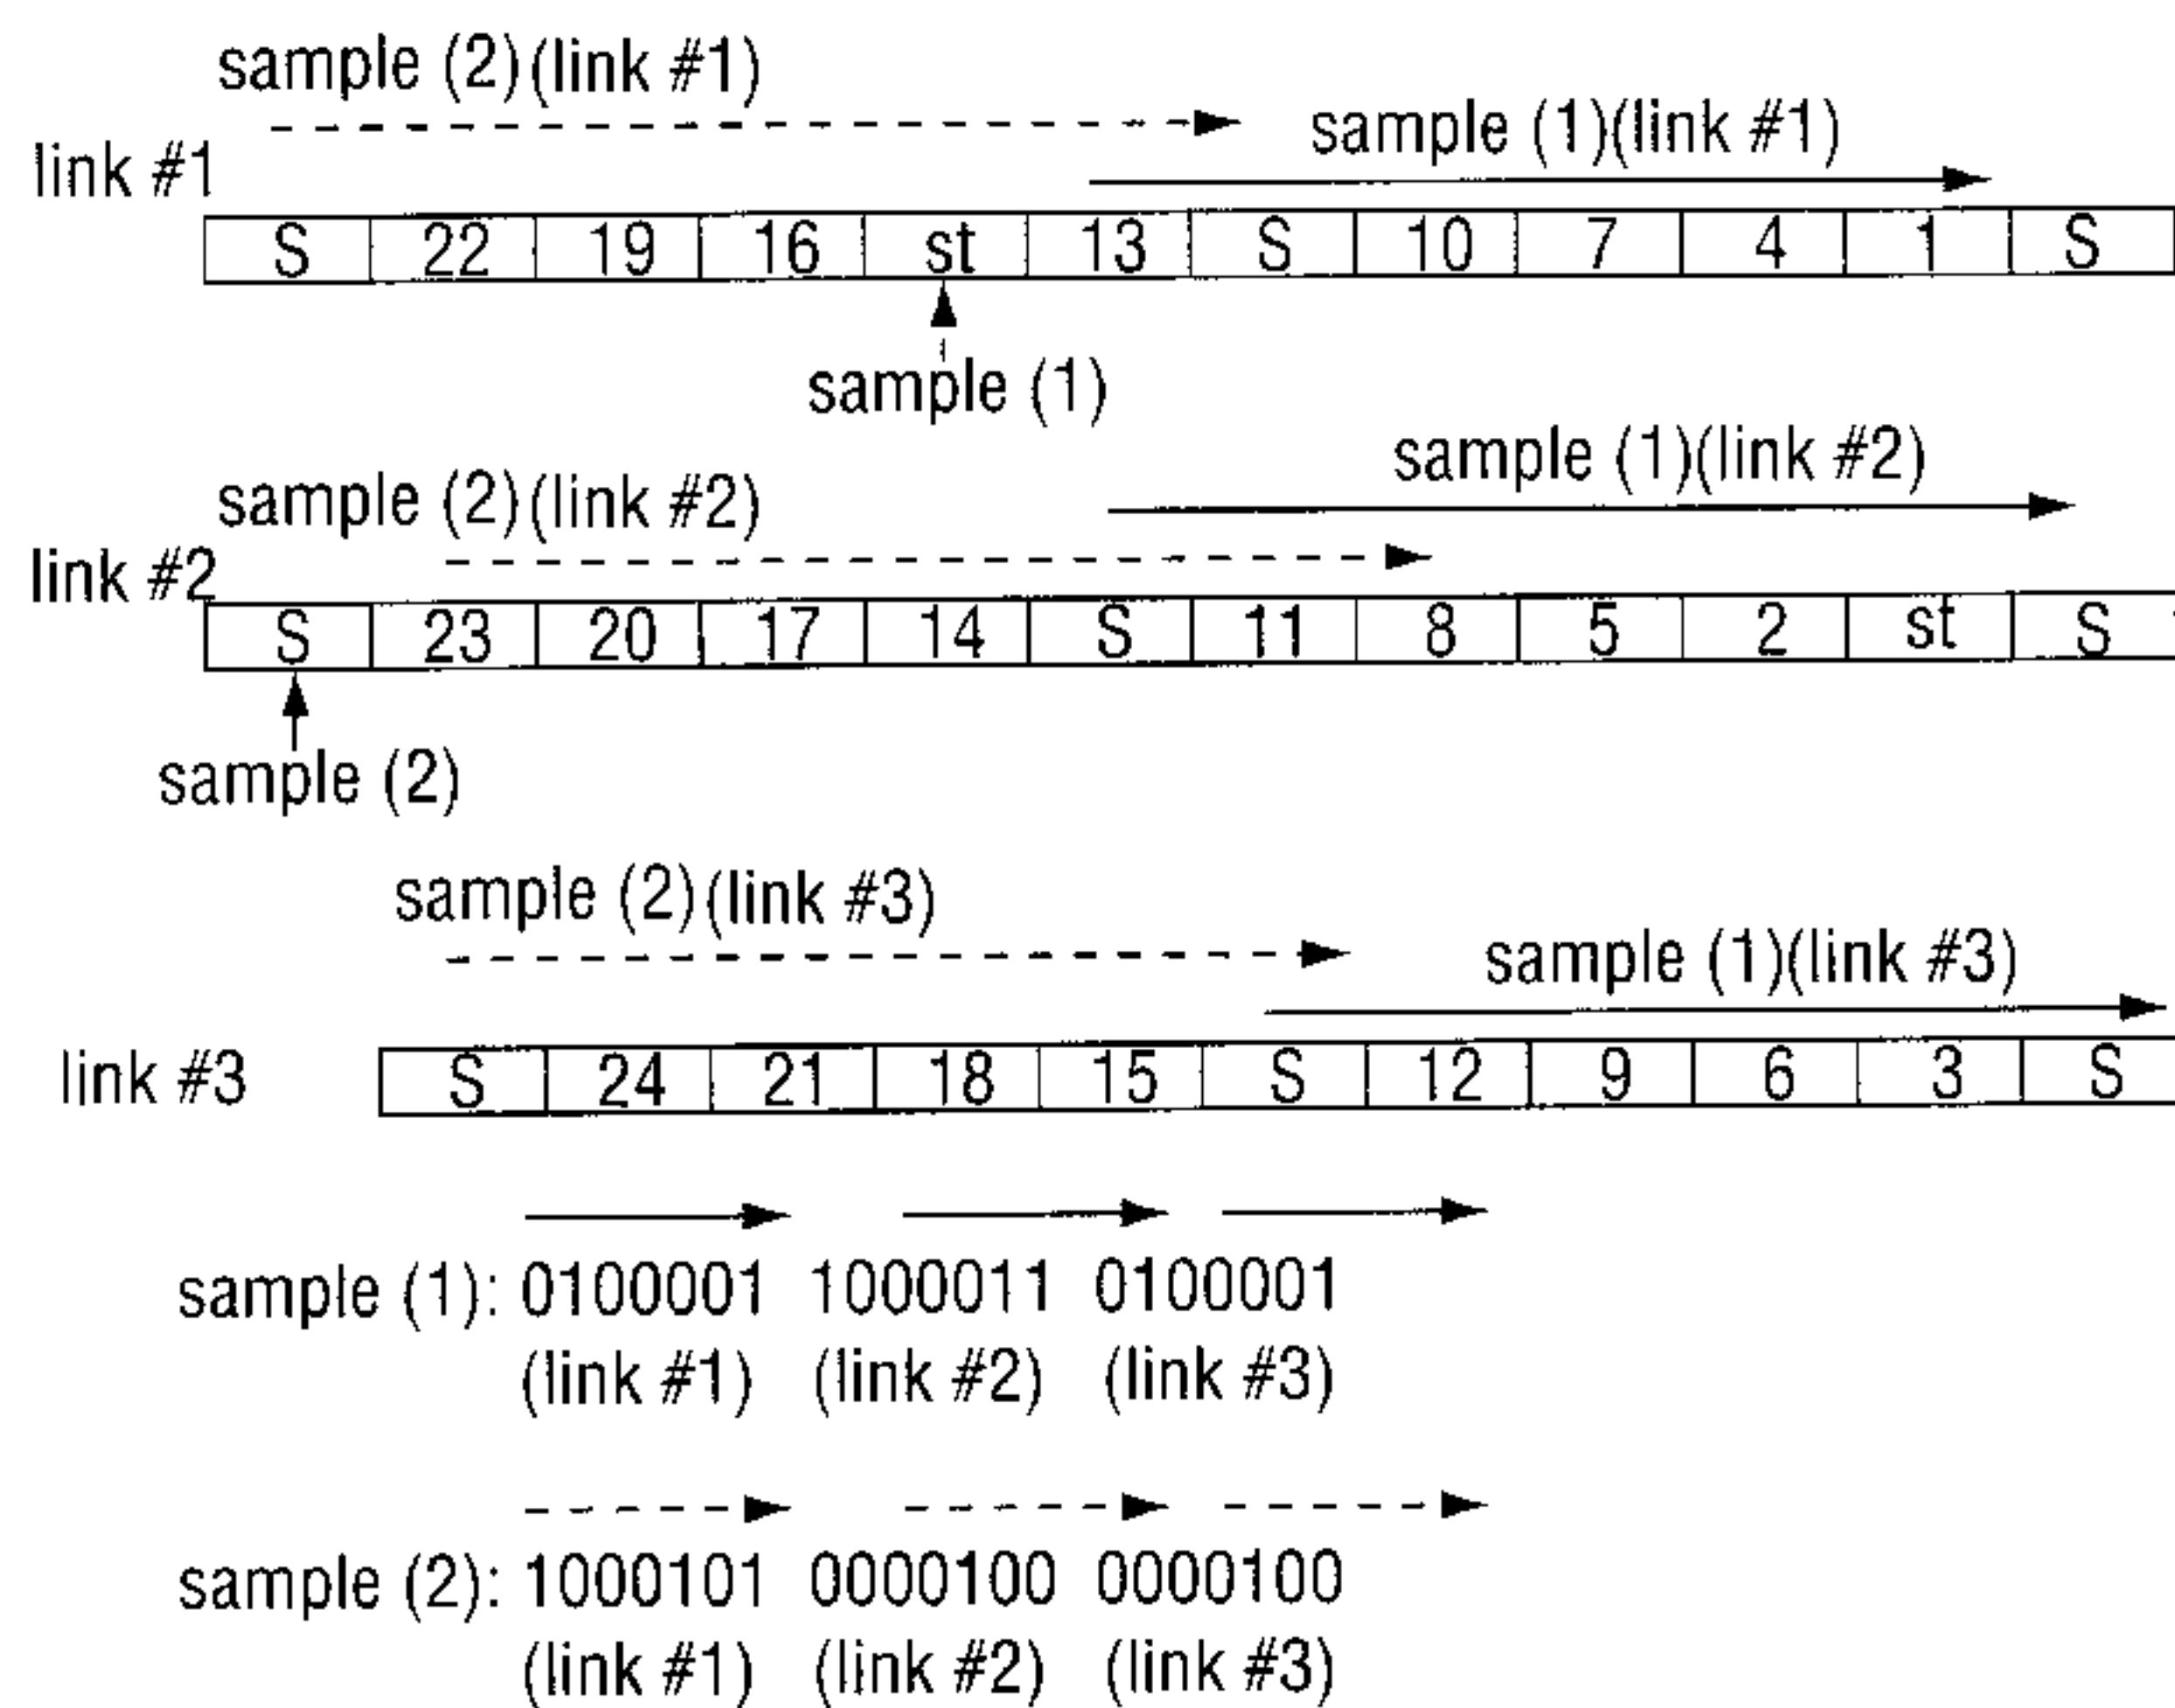 sample (2)(link #1)
sample (1)(link #1)
link #1
S 22 19 16 st 13 S 10 7 4 1 S
sample (1)
sample (1)(link #2)
sample (2)(link #2)
link #2
S 23 20 17 14 S 11 8 5 2 st S
sample (2)
sample (2)(link #3)
sample (1)(link #3)
link #3
S 24 21 18 15 S 12 9 6 3 S
sample (1): 0100001 1000011 0100001
(link #1) (link #2) (link #3)
sample (2): 1000101 0000100 0000100
(link #1) (link #2) (link #3)